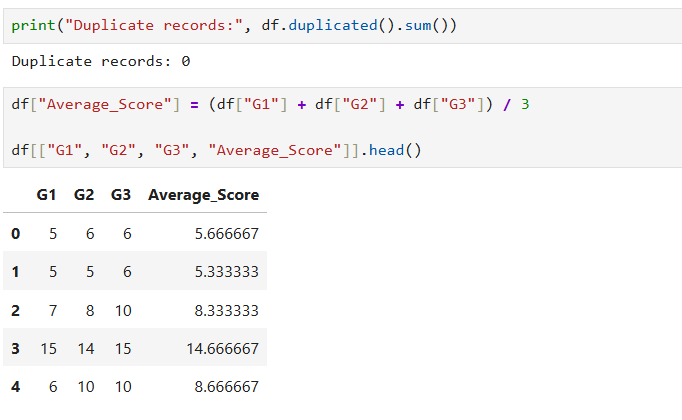 print("Duplicate records:", df.duplicated().sum())
Duplicate records: 0
df["Average_Score"] = (df["G1"] + df["G2"] + df["G3"]) / 3
df[["G1", "G2", "G3", "Average_Score"]].head()
G1 G2 G3 Average_Score
0 5 6 6 5.666667
1 5 5 6 5.333333
2 7 8 10 8.333333
3 15 14 15 14.666667
4 6 10 10 8.666667